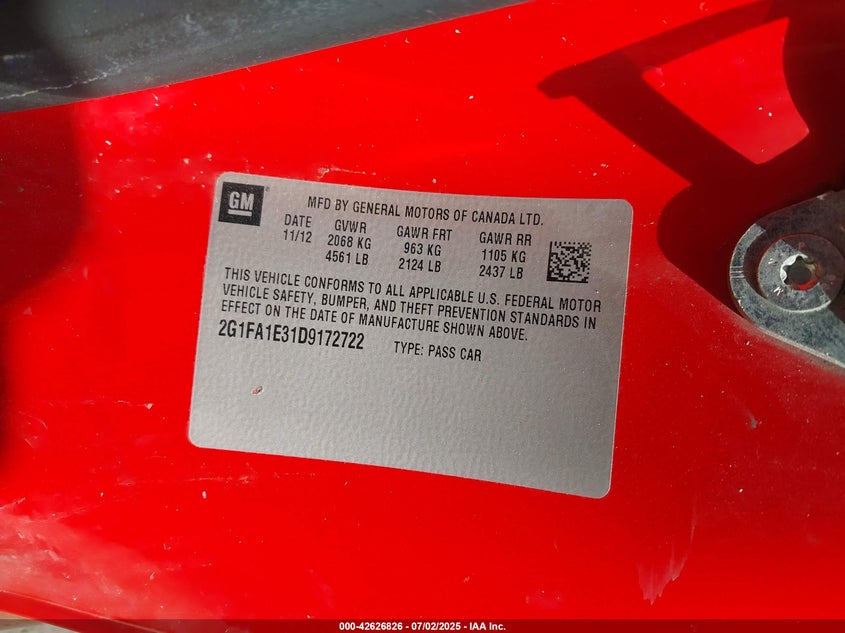 GM
MFD BY GENERAL MOTORS OF CANADA LTD.
DATE GVWR GAWR FRT GAWR RR
11/12 2068 KG 963 KG 1105 KG
4561 LB 2124 LB 2437 LB
THIS VEHICLE CONFORMS TO ALL APPLICABLE U.S. FEDERAL MOTOR
VEHICLE SAFETY, BUMPER, AND THEFT PREVENTION STANDARDS IN
EFFECT ON THE DATE OF MANUFACTURE SHOWN ABOVE.
2G1FA1E31D9172722 TYPE: PASS CAR
000-42626826 - 07/02/2025 - IAA Inc.